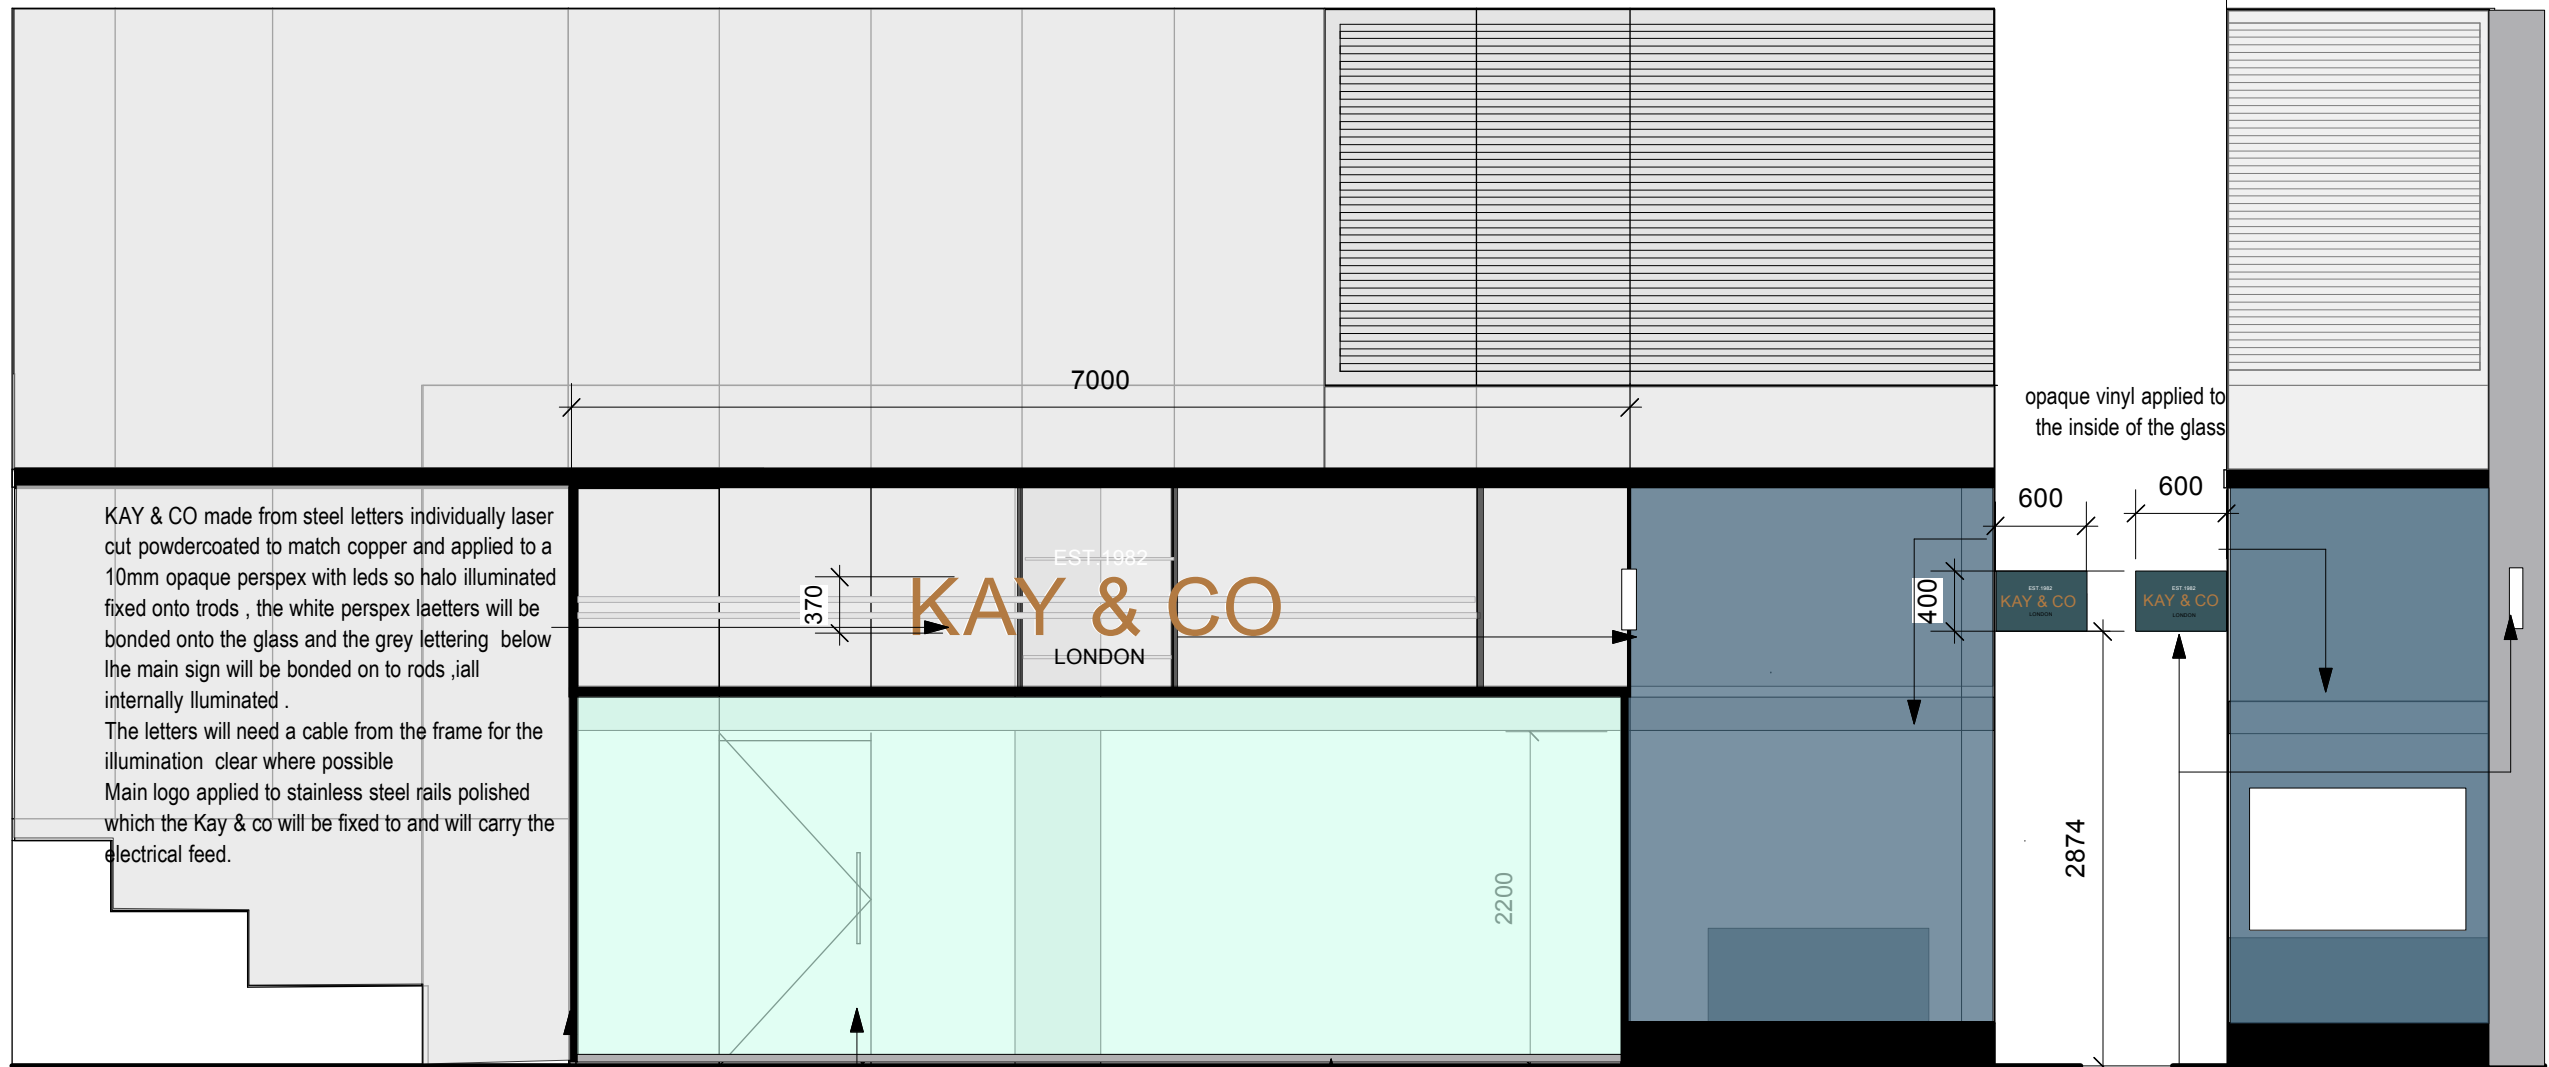 7000
opaque vinyl applied to
the inside of the glass
600
600
KAY & CO made from steel letters individually laser
cut powdercoated to match copper and applied to a
10mm opaque perspex with leds so halo illuminated
fixed onto trods , the white perspex laetters will be
bonded onto the glass and the grey lettering below
lhe main sign will be bonded on to rods ,iall
internally lluminated .
The letters will need a cable from the frame for the
illumination clear where possible
Main logo applied to stainless steel rails polished
which the Kay & co will be fixed to and will carry the
electrical feed.
EST.1982
370
KAY & CO
LONDON
400
EST.1982
KAY & CO
LONDON
EST.1982
KAY & CO
LONDON
2874
2200